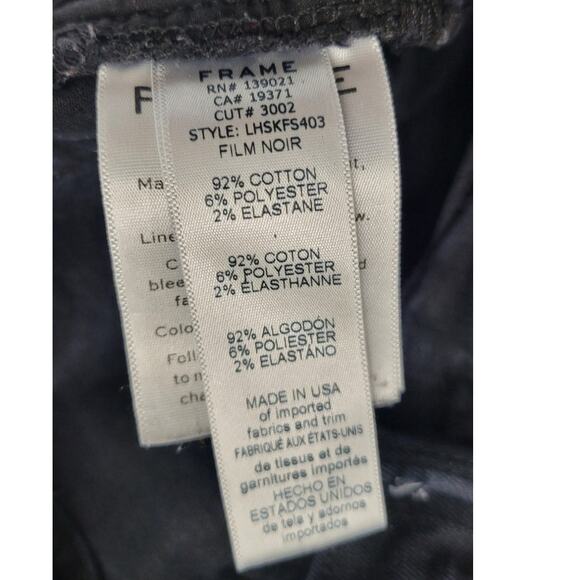 FRAME
RN# 139021
CA# 19371
CUT# 3002
STYLE: LHSKFS403
FILM NOIR
92% COTTON
6% POLYESTER
2% ELASTANE
92% COTON
6% POLYESTER
2% ELASTHANNE
92% ALGODÓN
6% POLIESTER
2% ELASTÁNO
MADE IN USA
of imported
fabrics and trim
FABRIQUÉ AUX ÉTATS-UNIS
de tissus et de
garnitures importés
HECHO EN
ESTADOS UNIDOS
de tela y adornos
importados